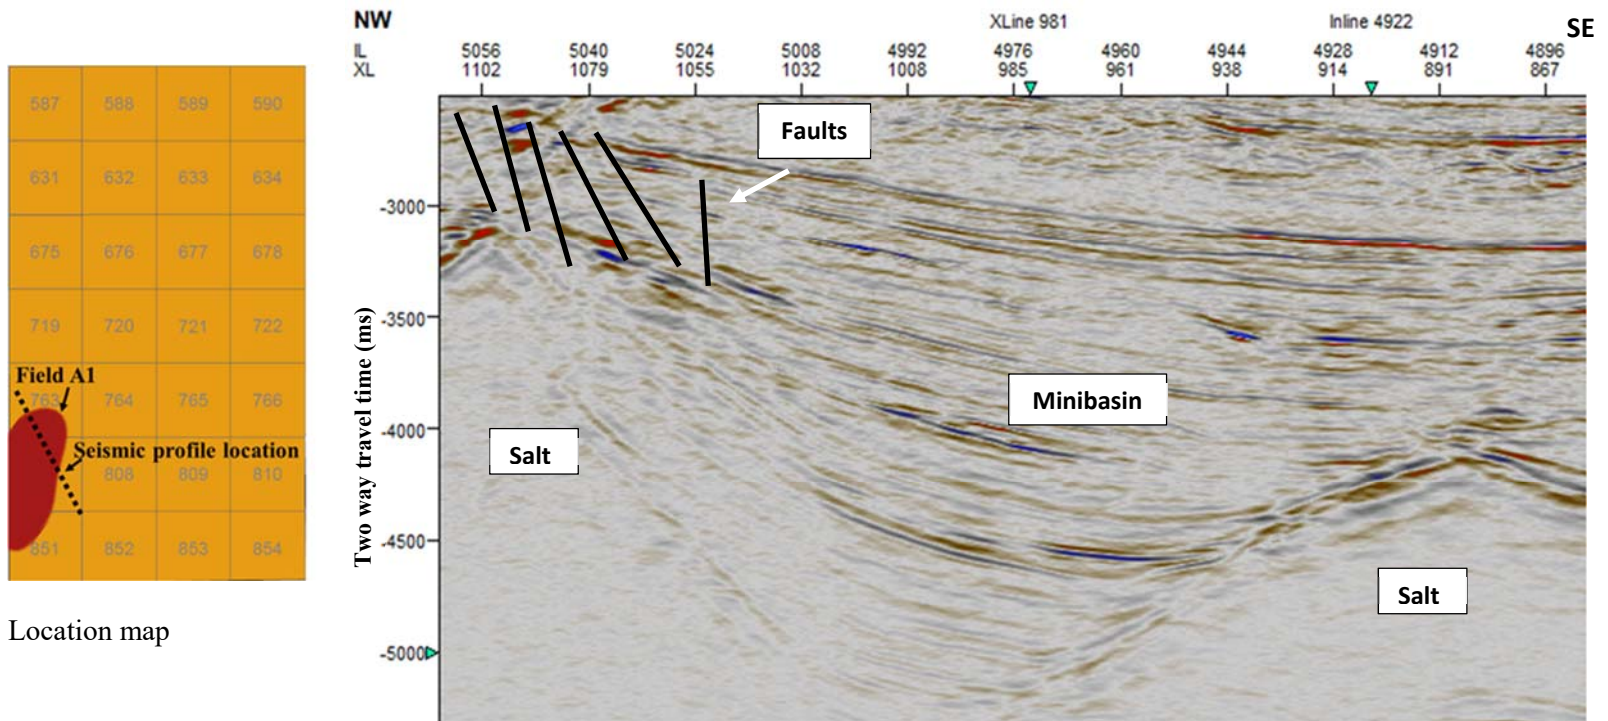 NW XLine 981 Inline 4922 SE
IL 5056 5040 5024 5008 4992 4976 4960 4944 4928 4912 4896
XL 1102 1079 1055 1032 1008 985 961 938 914 891 867
587 588 589 590
631 632 633 634
675 676 677 678
719 720 721 722
Field A1
763 764 765 766
Seismic profile location
808 809 810
851 852 853 854
Location map
Two way travel time (ms)
-3000
-3500
-4000
-4500
-5000
Faults
Minibasin
Salt
Salt